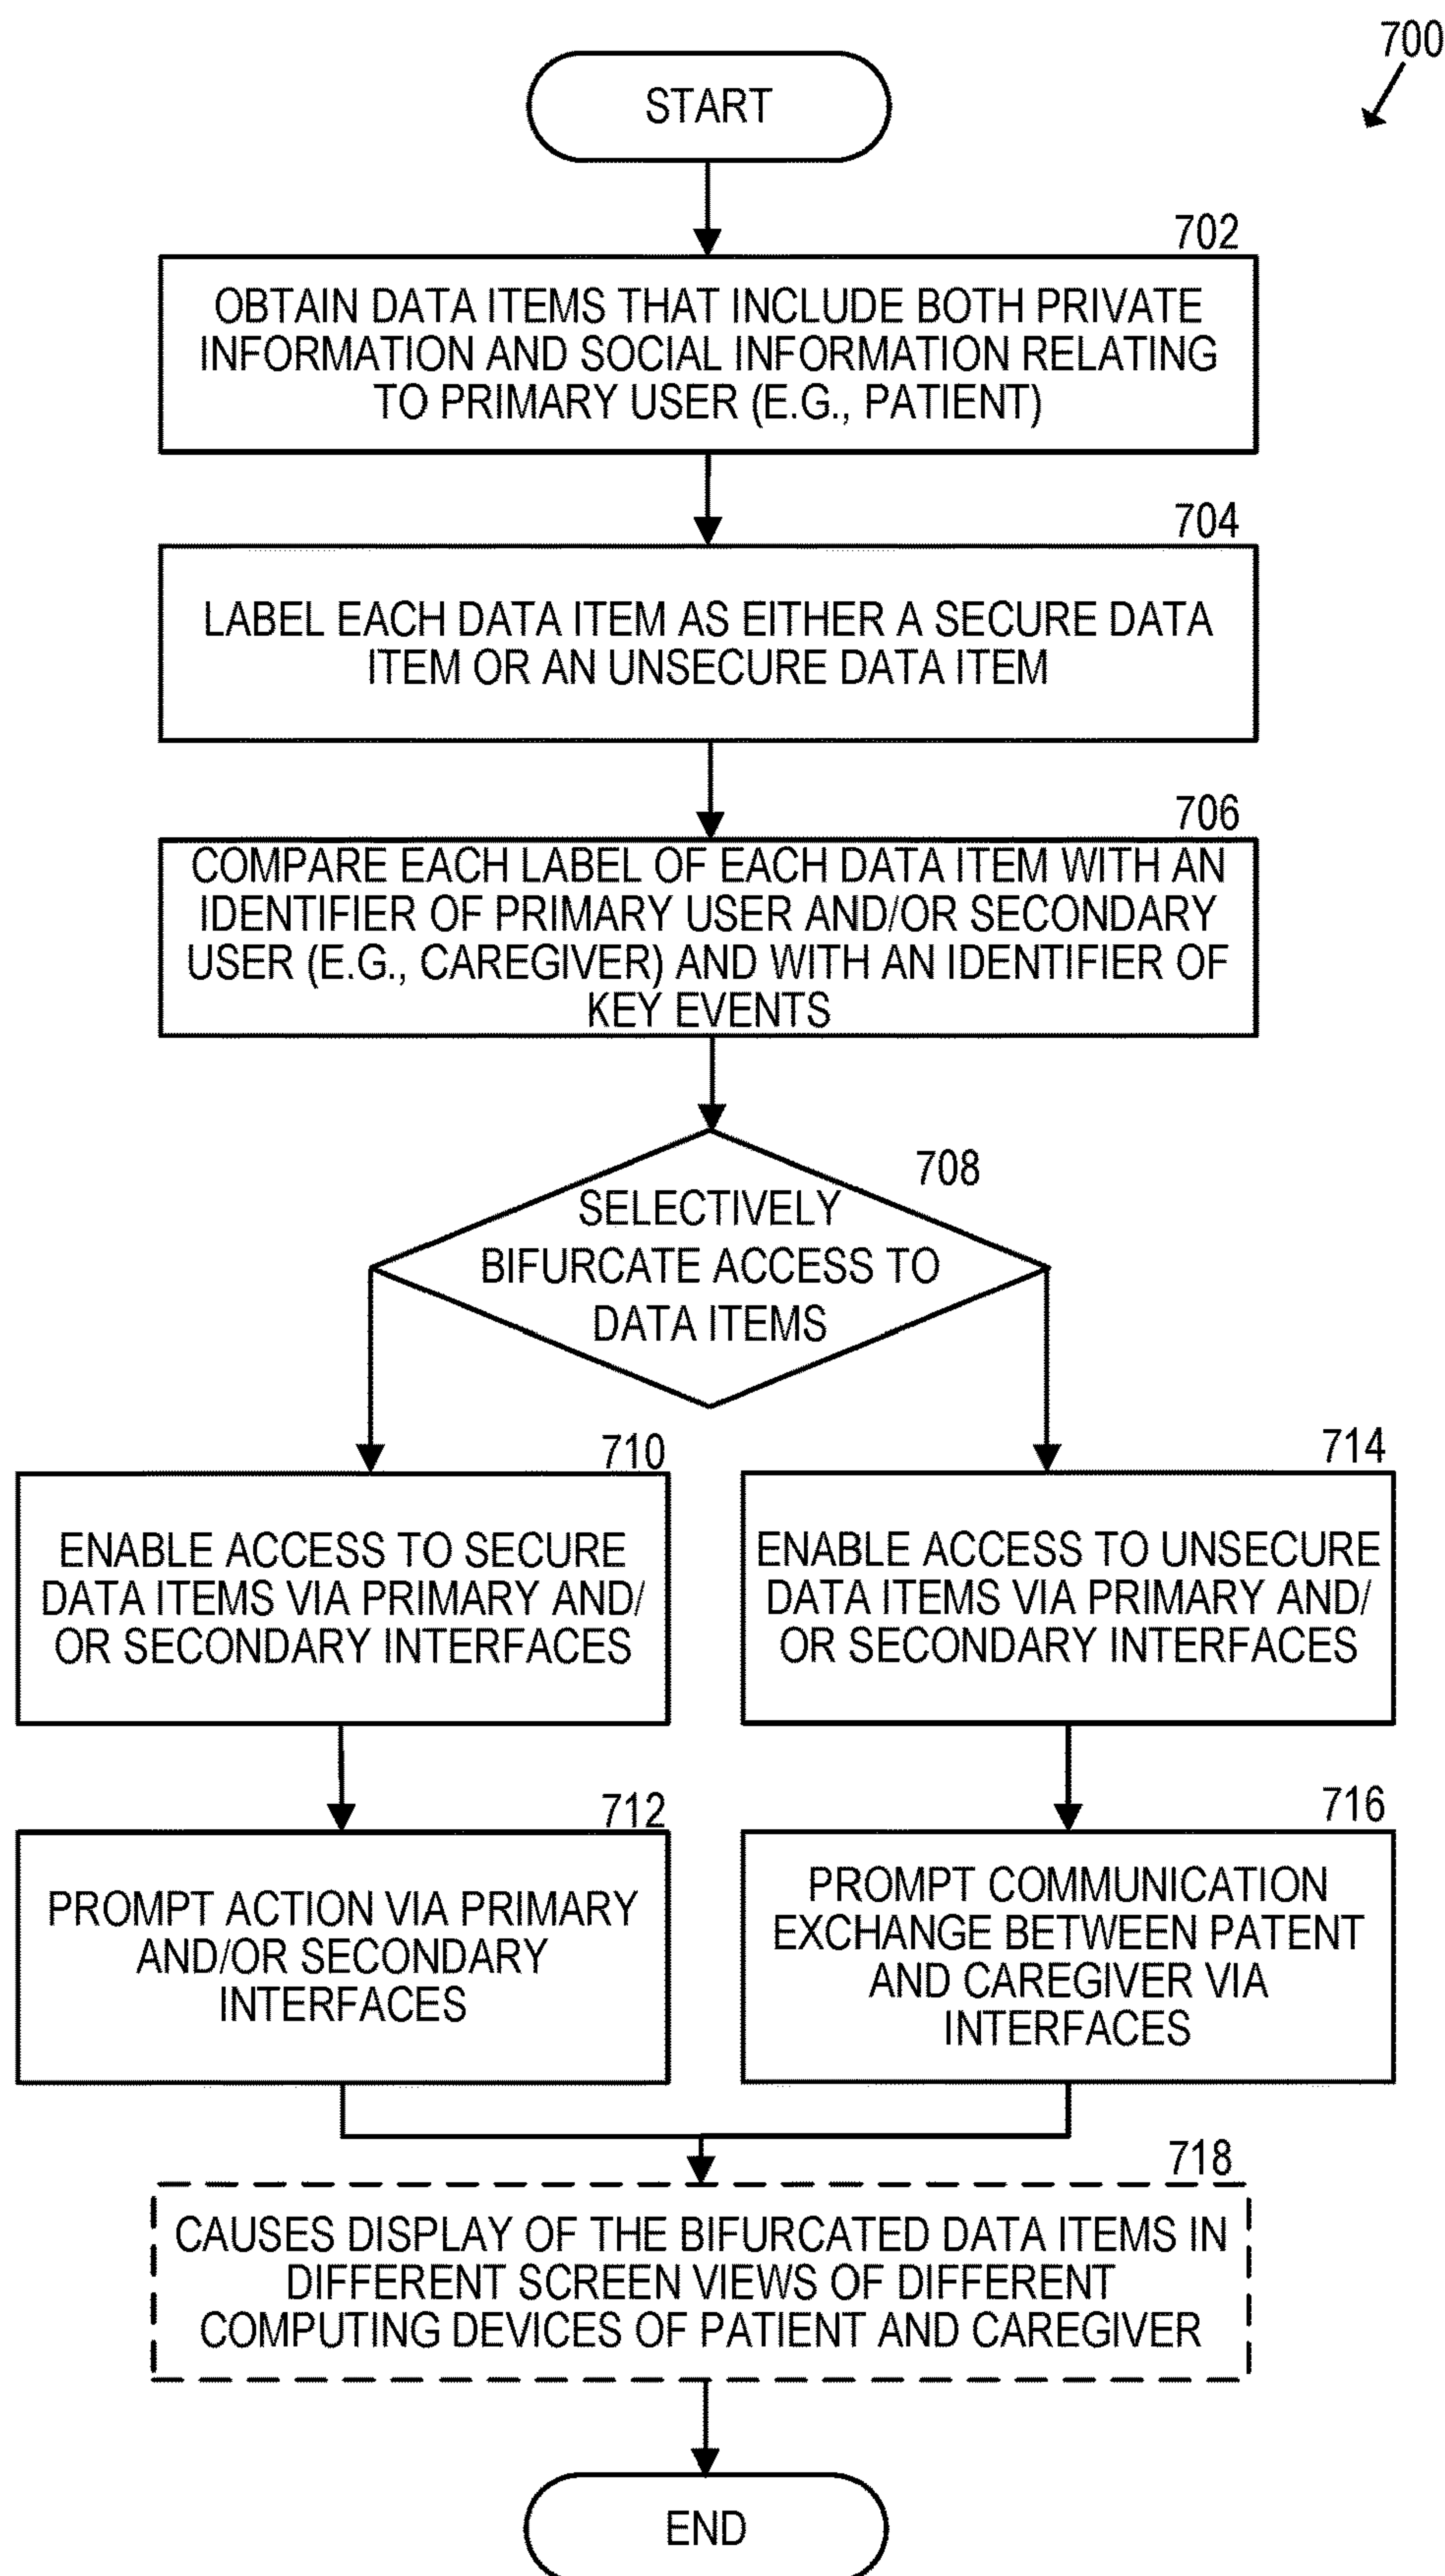 700
START
702
OBTAIN DATA ITEMS THAT INCLUDE BOTH PRIVATE
INFORMATION AND SOCIAL INFORMATION RELATING
TO PRIMARY USER (E.G., PATIENT)
704
LABEL EACH DATA ITEM AS EITHER A SECURE DATA
ITEM OR AN UNSECURE DATA ITEM
706
COMPARE EACH LABEL OF EACH DATA ITEM WITH AN
IDENTIFIER OF PRIMARY USER AND/OR SECONDARY
USER (E.G., CAREGIVER) AND WITH AN IDENTIFIER OF
KEY EVENTS
708
SELECTIVELY
BIFURCATE ACCESS TO
DATA ITEMS
710
ENABLE ACCESS TO SECURE
DATA ITEMS VIA PRIMARY AND/
OR SECONDARY INTERFACES
714
ENABLE ACCESS TO UNSECURE
DATA ITEMS VIA PRIMARY AND/
OR SECONDARY INTERFACES
712
PROMPT ACTION VIA PRIMARY
AND/OR SECONDARY
INTERFACES
716
PROMPT COMMUNICATION
EXCHANGE BETWEEN PATENT
AND CAREGIVER VIA
INTERFACES
718
CAUSES DISPLAY OF THE BIFURCATED DATA ITEMS IN
DIFFERENT SCREEN VIEWS OF DIFFERENT
COMPUTING DEVICES OF PATIENT AND CAREGIVER
END